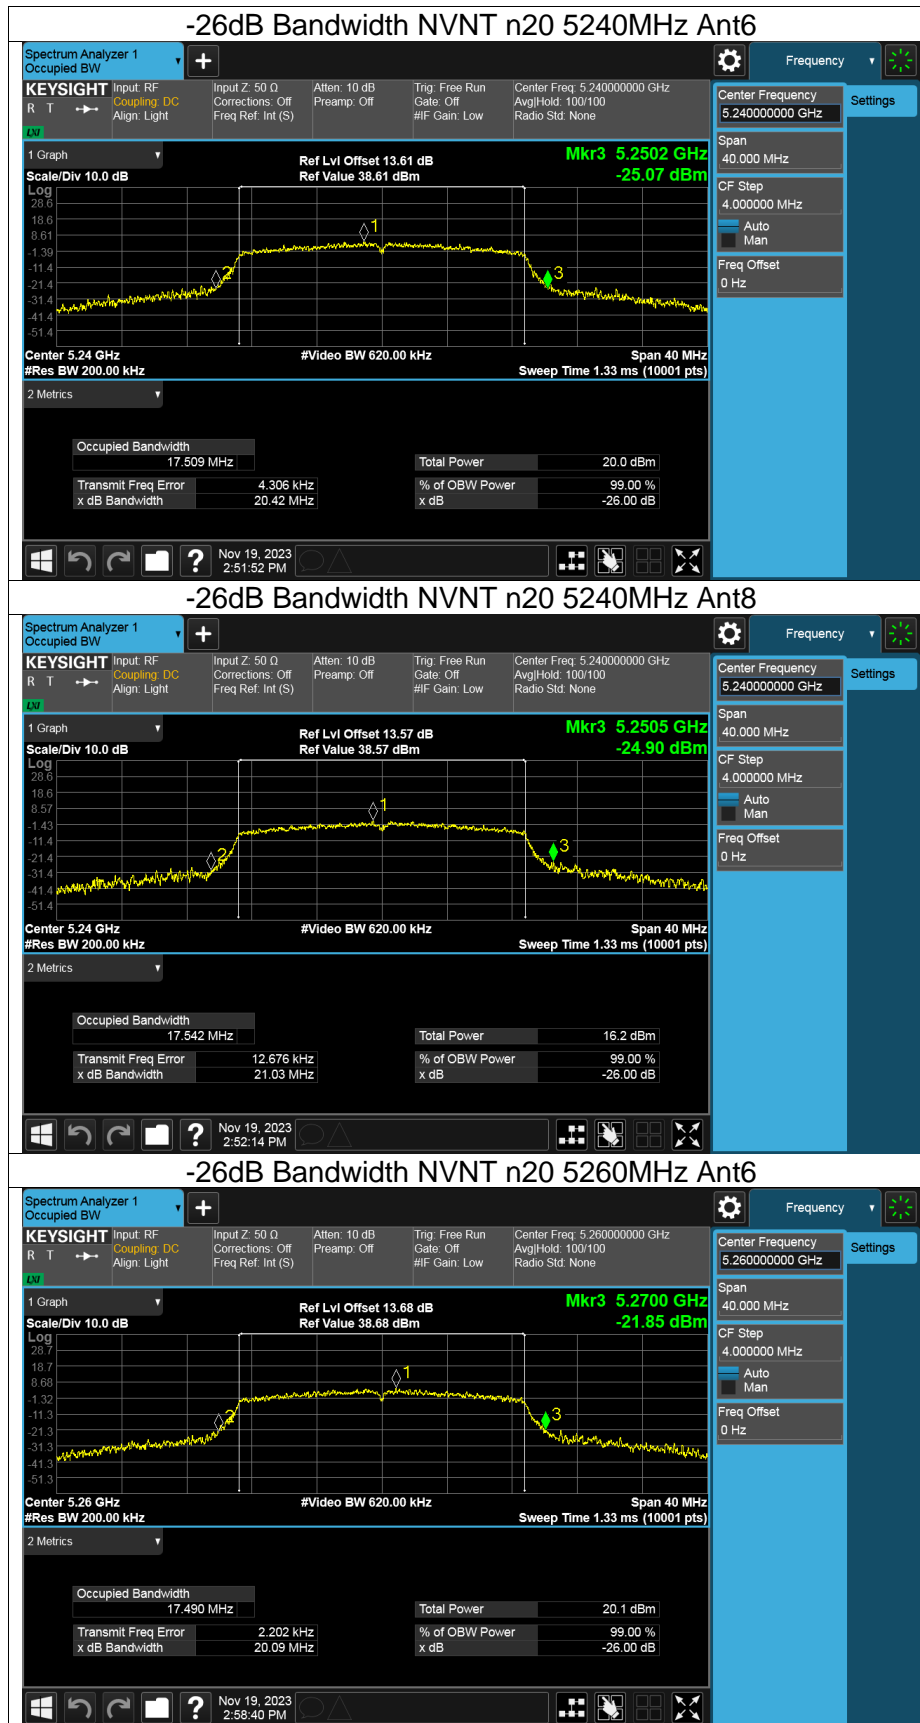 -26dB Bandwidth NVNT n20 5240MHz Ant6
Spectrum Analyzer 1
Occupied BW
Frequency
KEYSIGHT
R T
LXI
Input: RF
Coupling: DC
Align: Light
Input Z: 50 Ω
Corrections: Off
Freq Ref: Int (S)
Atten: 10 dB
Preamp: Off
Trig: Free Run
Gate: Off
#IF Gain: Low
Center Freq: 5.240000000 GHz
Avg|Hold: 100/100
Radio Std: None
Center Frequency
5.240000000 GHz
Settings
Span
40.000 MHz
CF Step
4.000000 MHz
Auto
Man
Freq Offset
0 Hz
1 Graph
Scale/Div 10.0 dB
Ref Lvl Offset 13.61 dB
Ref Value 38.61 dBm
Mkr3 5.2502 GHz
-25.07 dBm
Log
28.6
18.6
8.61
-1.39
-11.4
-21.4
-31.4
-41.4
-51.4
1
2
3
Center 5.24 GHz
#Res BW 200.00 kHz
#Video BW 620.00 kHz
Span 40 MHz
Sweep Time 1.33 ms (10001 pts)
2 Metrics
Occupied Bandwidth
17.509 MHz
Total Power 20.0 dBm
Transmit Freq Error 4.306 kHz
% of OBW Power 99.00 %
x dB Bandwidth 20.42 MHz
x dB -26.00 dB
?
Nov 19, 2023
2:51:52 PM
-26dB Bandwidth NVNT n20 5240MHz Ant8
Spectrum Analyzer 1
Occupied BW
Frequency
KEYSIGHT
R T
LXI
Input: RF
Coupling: DC
Align: Light
Input Z: 50 Ω
Corrections: Off
Freq Ref: Int (S)
Atten: 10 dB
Preamp: Off
Trig: Free Run
Gate: Off
#IF Gain: Low
Center Freq: 5.240000000 GHz
Avg|Hold: 100/100
Radio Std: None
Center Frequency
5.240000000 GHz
Settings
Span
40.000 MHz
CF Step
4.000000 MHz
Auto
Man
Freq Offset
0 Hz
1 Graph
Scale/Div 10.0 dB
Ref Lvl Offset 13.57 dB
Ref Value 38.57 dBm
Mkr3 5.2505 GHz
-24.90 dBm
Log
28.6
18.6
8.57
-1.43
-11.4
-21.4
-31.4
-41.4
-51.4
1
2
3
Center 5.24 GHz
#Res BW 200.00 kHz
#Video BW 620.00 kHz
Span 40 MHz
Sweep Time 1.33 ms (10001 pts)
2 Metrics
Occupied Bandwidth
17.542 MHz
Total Power 16.2 dBm
Transmit Freq Error 12.676 kHz
% of OBW Power 99.00 %
x dB Bandwidth 21.03 MHz
x dB -26.00 dB
?
Nov 19, 2023
2:52:14 PM
-26dB Bandwidth NVNT n20 5260MHz Ant6
Spectrum Analyzer 1
Occupied BW
Frequency
KEYSIGHT
R T
LXI
Input: RF
Coupling: DC
Align: Light
Input Z: 50 Ω
Corrections: Off
Freq Ref: Int (S)
Atten: 10 dB
Preamp: Off
Trig: Free Run
Gate: Off
#IF Gain: Low
Center Freq: 5.260000000 GHz
Avg|Hold: 100/100
Radio Std: None
Center Frequency
5.260000000 GHz
Settings
Span
40.000 MHz
CF Step
4.000000 MHz
Auto
Man
Freq Offset
0 Hz
1 Graph
Scale/Div 10.0 dB
Ref Lvl Offset 13.68 dB
Ref Value 38.68 dBm
Mkr3 5.2700 GHz
-21.85 dBm
Log
28.7
18.7
8.68
-1.32
-11.3
-21.3
-31.3
-41.3
-51.3
1
2
3
Center 5.26 GHz
#Res BW 200.00 kHz
#Video BW 620.00 kHz
Span 40 MHz
Sweep Time 1.33 ms (10001 pts)
2 Metrics
Occupied Bandwidth
17.490 MHz
Total Power 20.1 dBm
Transmit Freq Error 2.202 kHz
% of OBW Power 99.00 %
x dB Bandwidth 20.09 MHz
x dB -26.00 dB
?
Nov 19, 2023
2:58:40 PM